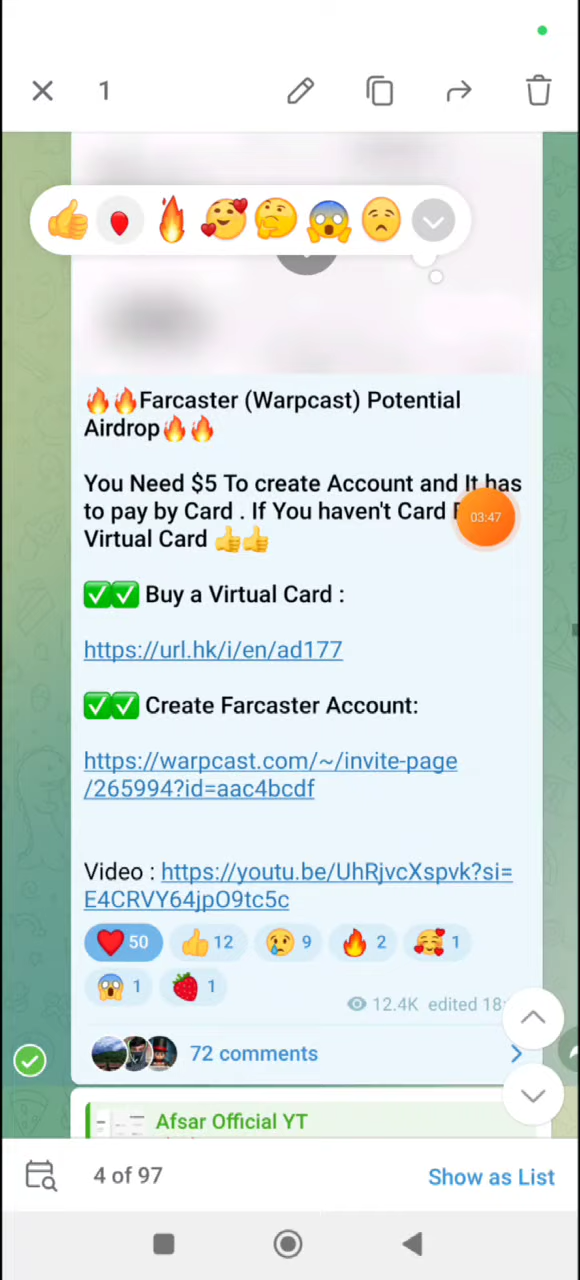 1
🔥🔥Farcaster (Warpcast) Potential
Airdrop🔥🔥
You Need $5 To create Account and It has
to pay by Card . If You haven't Card
03:47
Virtual Card 👍👍
✅✅ Buy a Virtual Card :
https://url.hk/i/en/ad177
✅✅ Create Farcaster Account:
https://warpcast.com/~/invite-page
/265994?id=aac4bcdf
Video : https://youtu.be/UhRjvcXspvk?si=
E4CRVY64jpO9tc5c
❤️ 50 👍 12 😢 9 🔥 2 🥰 1
😱 1 🍓 1
12.4K edited 18:
72 comments
Afsar Official YT
4 of 97
Show as List